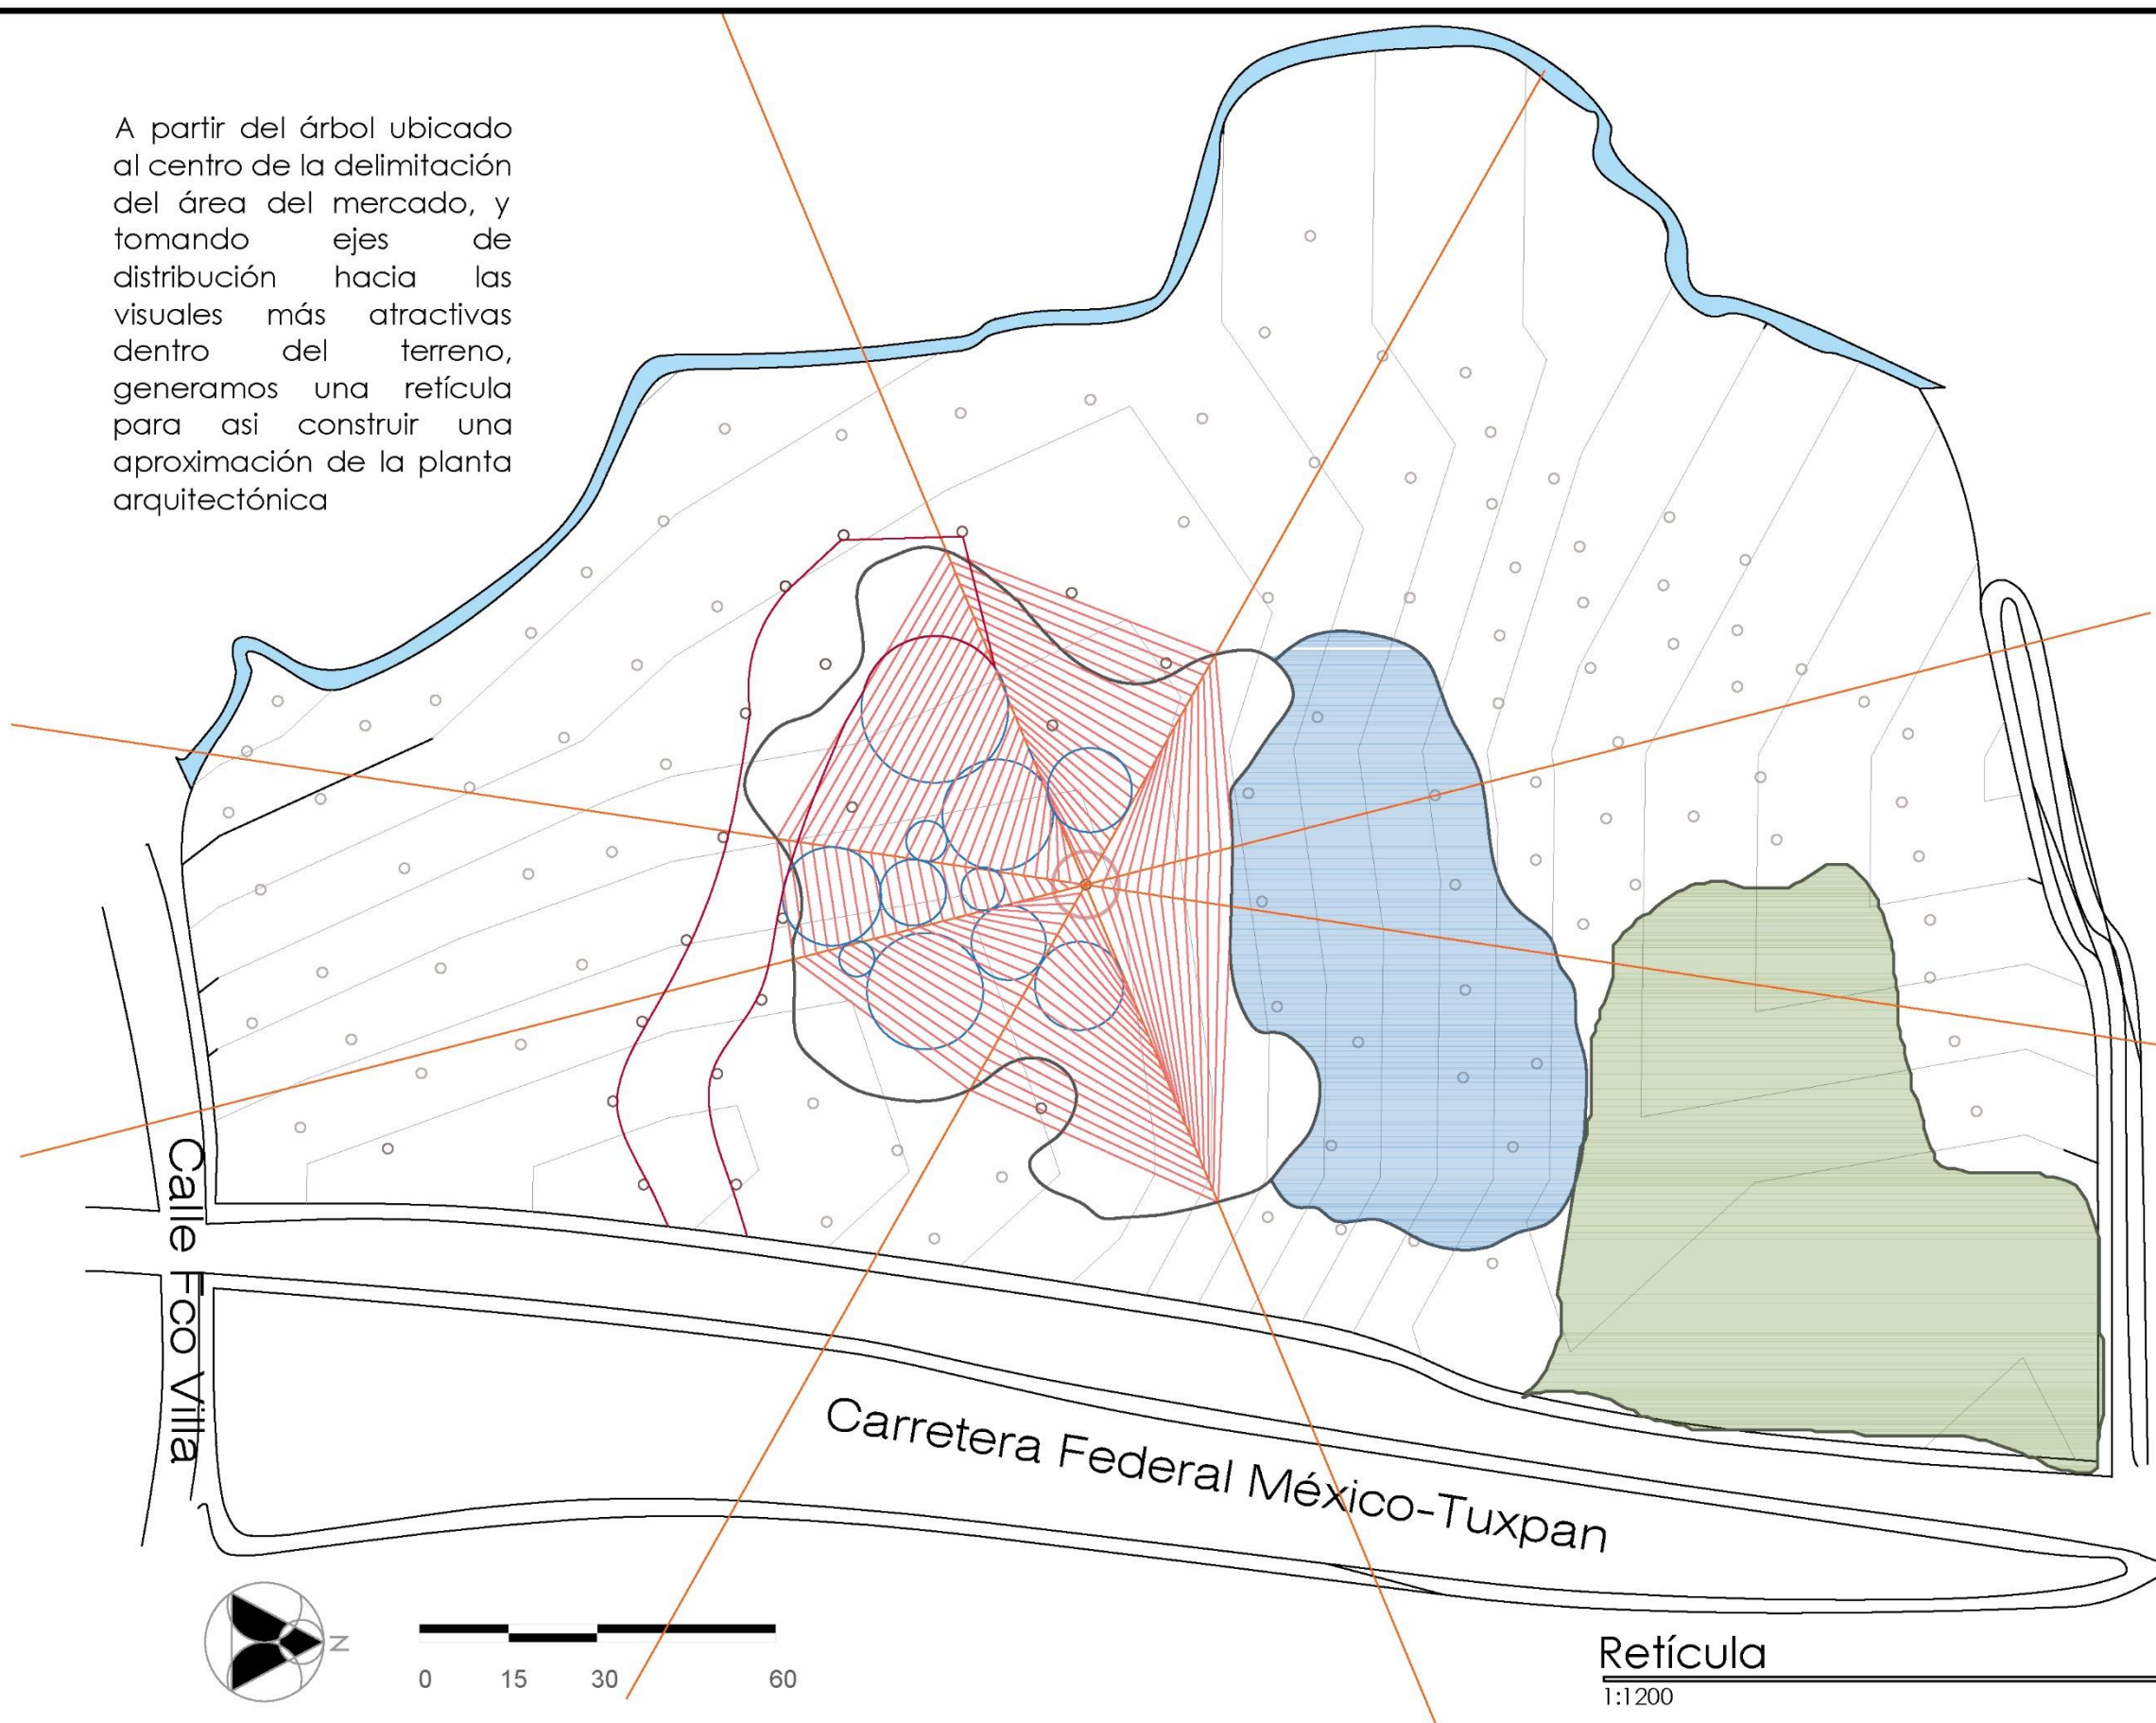 A partir del árbol ubicado
al centro de la delimitación
del área del mercado, y
tomando ejes de
distribución hacia las
visuales más atractivas
dentro del terreno,
generamos una retícula
para asi construir una
aproximación de la planta
arquitectónica
Calle Fco Villa
Carretera Federal México-Tuxpan
N
0 15 30 60
Retícula
1:1200